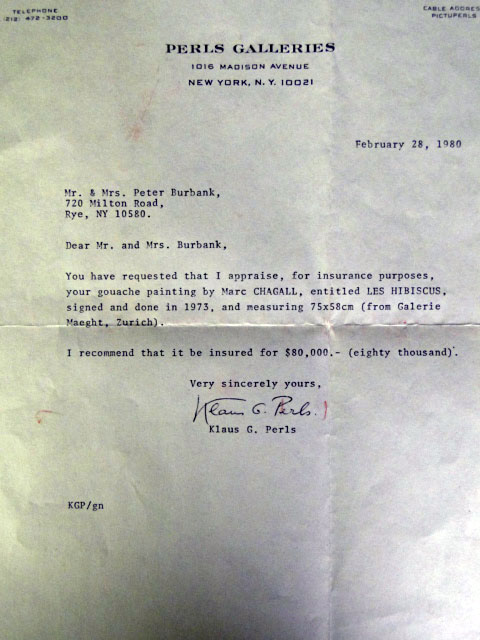 TELEPHONE
(212) 472-3200
CABLE ADDRES
PICTUPERLS
PERLS GALLERIES
1016 MADISON AVENUE
NEW YORK, N.Y. 10021
February 28, 1980
Mr. & Mrs. Peter Burbank,
720 Milton Road,
Rye, NY 10580.
Dear Mr. and Mrs. Burbank,
You have requested that I appraise, for insurance purposes,
your gouache painting by Marc CHAGALL, entitled LES HIBISCUS,
signed and done in 1973, and measuring 75x58cm (from Galerie
Maeght, Zurich).
I recommend that it be insured for $80,000.- (eighty thousand).
Very sincerely yours,
Klaus G. Perls.
Klaus G. Perls
KGP/gn